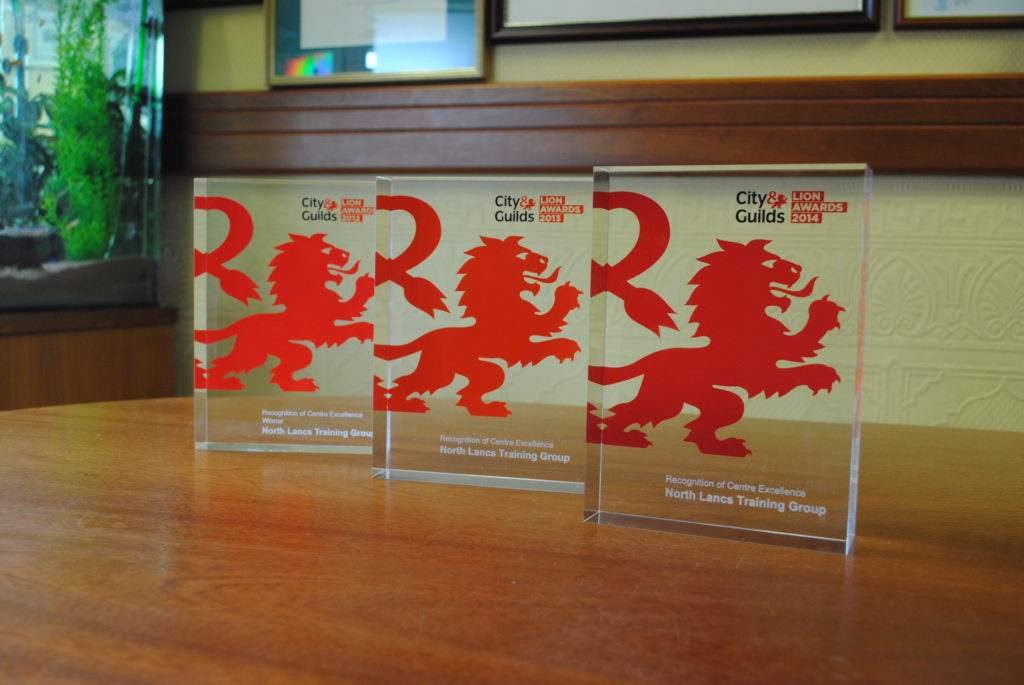 City&
Guilds
LION
AWARDS
2012
Recognition of Centre Excellence
Winner
North Lancs Training Group
City&
Guilds
LION
AWARDS
2013
Recognition of Centre Excellence
North Lancs Training Group
City&
Guilds
LION
AWARDS
2014
Recognition of Centre Excellence
North Lancs Training Group